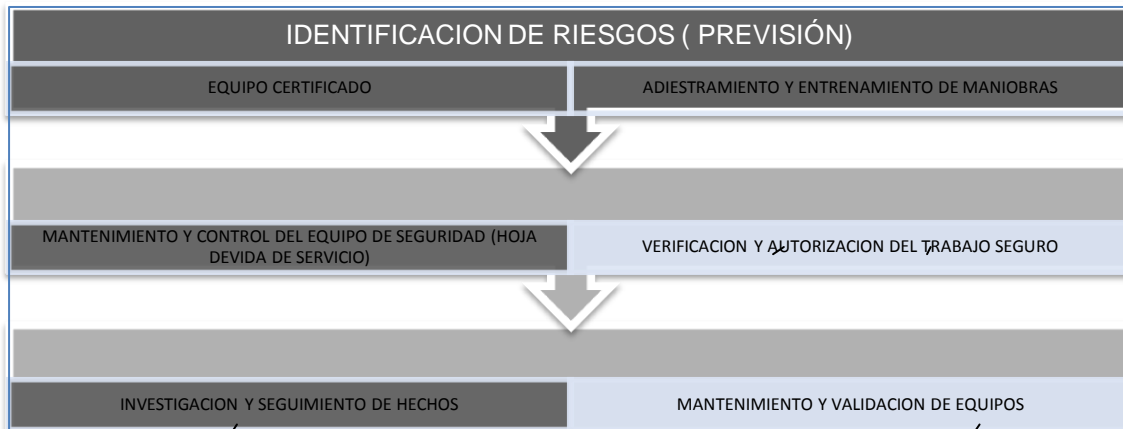 IDENTIFICACION DE RIESGOS ( PREVISIÓN)
EQUIPO CERTIFICADO
ADIESTRAMIENTO Y ENTRENAMIENTO DE MANIOBRAS
MANTENIMIENTO Y CONTROL DEL EQUIPO DE SEGURIDAD (HOJA
DEVIDA DE SERVICIO)
VERIFICACION Y AUTORIZACION DEL TRABAJO SEGURO
INVESTIGACION Y SEGUIMIENTO DE HECHOS
MANTENIMIENTO Y VALIDACION DE EQUIPOS